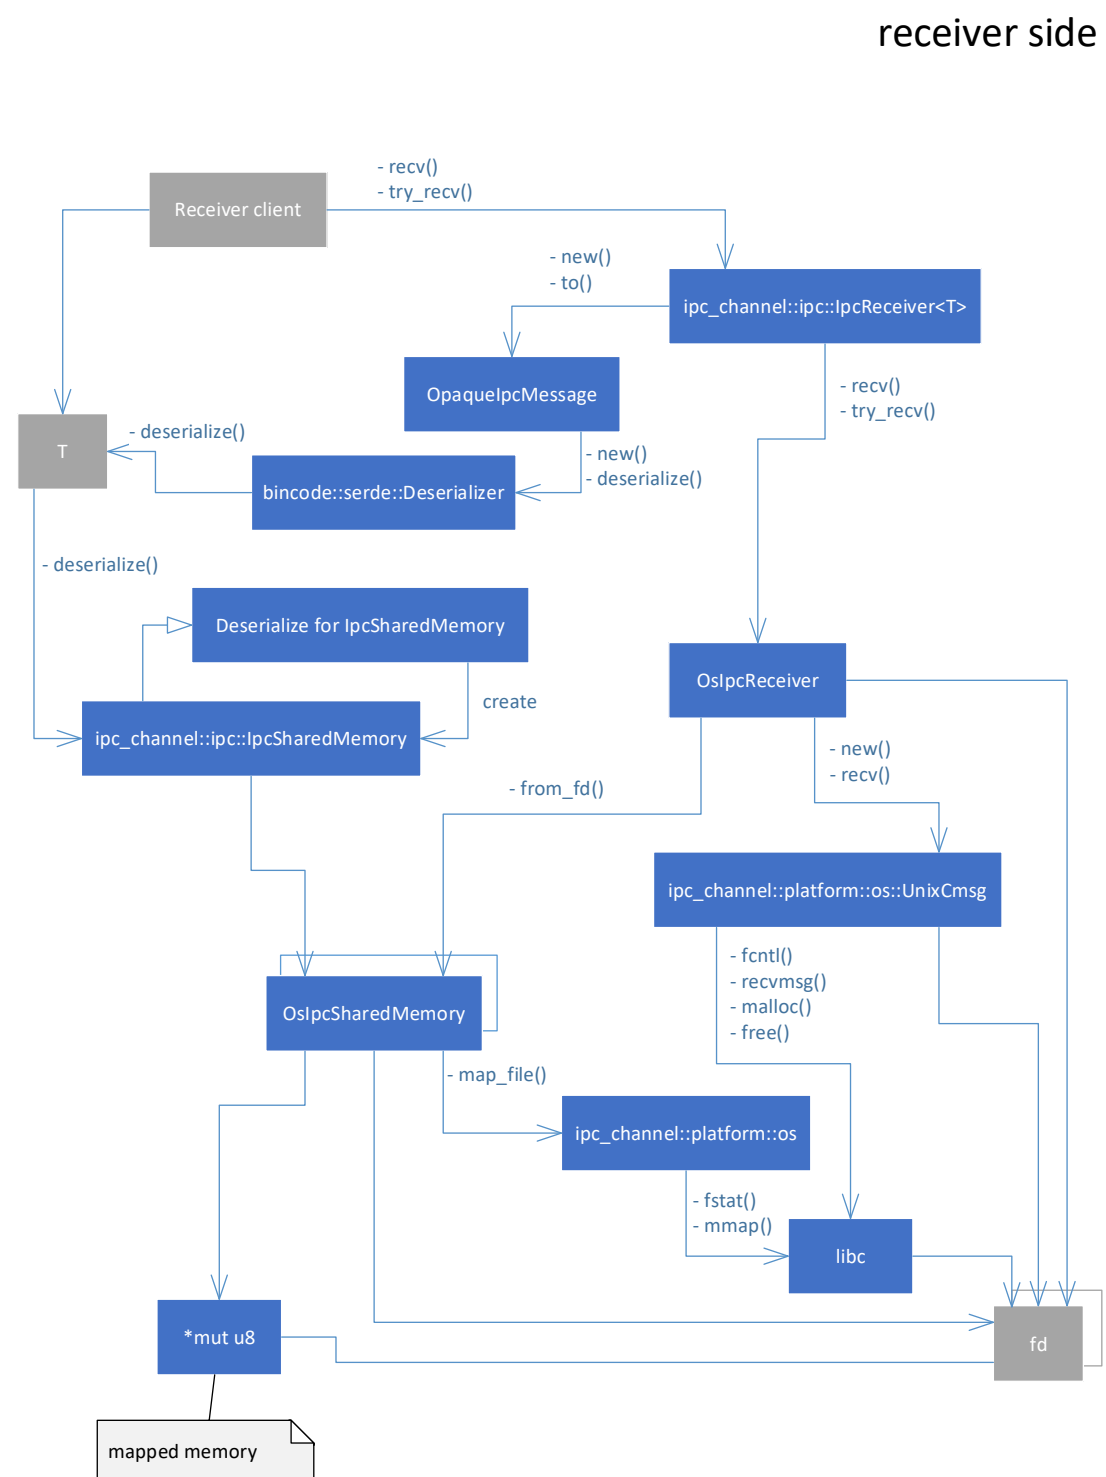 receiver side
- recv()
- try_recv()
Receiver client
- new()
- to()
ipc_channel::ipc::IpcReceiver<T>
OpaqueIpcMessage
- recv()
- try_recv()
- deserialize()
T
- new()
- deserialize()
bincode::serde::Deserializer
- deserialize()
Deserialize for IpcSharedMemory
OsIpcReceiver
create
ipc_channel::ipc::IpcSharedMemory
- new()
- recv()
- from_fd()
ipc_channel::platform::os::UnixCmsg
- fcntl()
- recvmsg()
- malloc()
- free()
OsIpcSharedMemory
- map_file()
ipc_channel::platform::os
- fstat()
- mmap()
libc
*mut u8
fd
mapped memory